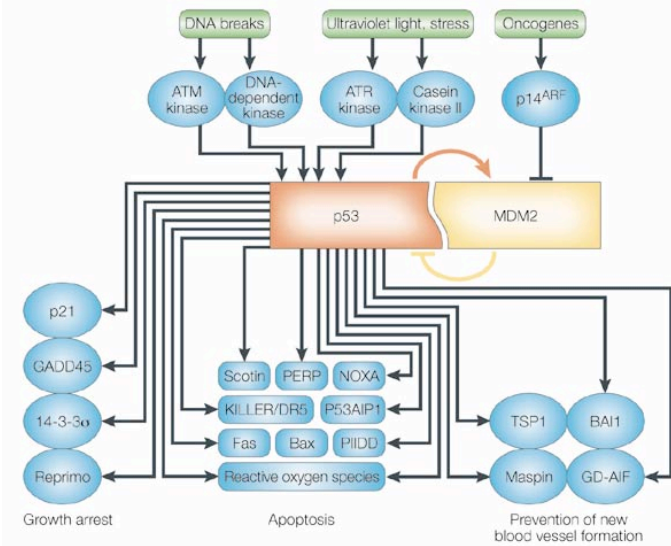 DNA breaks
Ultraviolet light, stress
Oncogenes
ATM
kinase
DNA-
dependent
kinase
ATR
kinase
Casein
kinase II
p14ARF
p53
MDM2
p21
GADD45
14-3-3σ
Reprimo
Scotin
PERP
NOXA
KILLER/DR5
P53AIP1
Fas
Bax
PIIDD
Reactive oxygen species
TSP1
BAI1
Maspin
GD-AIF
Growth arrest
Apoptosis
Prevention of new
blood vessel formation